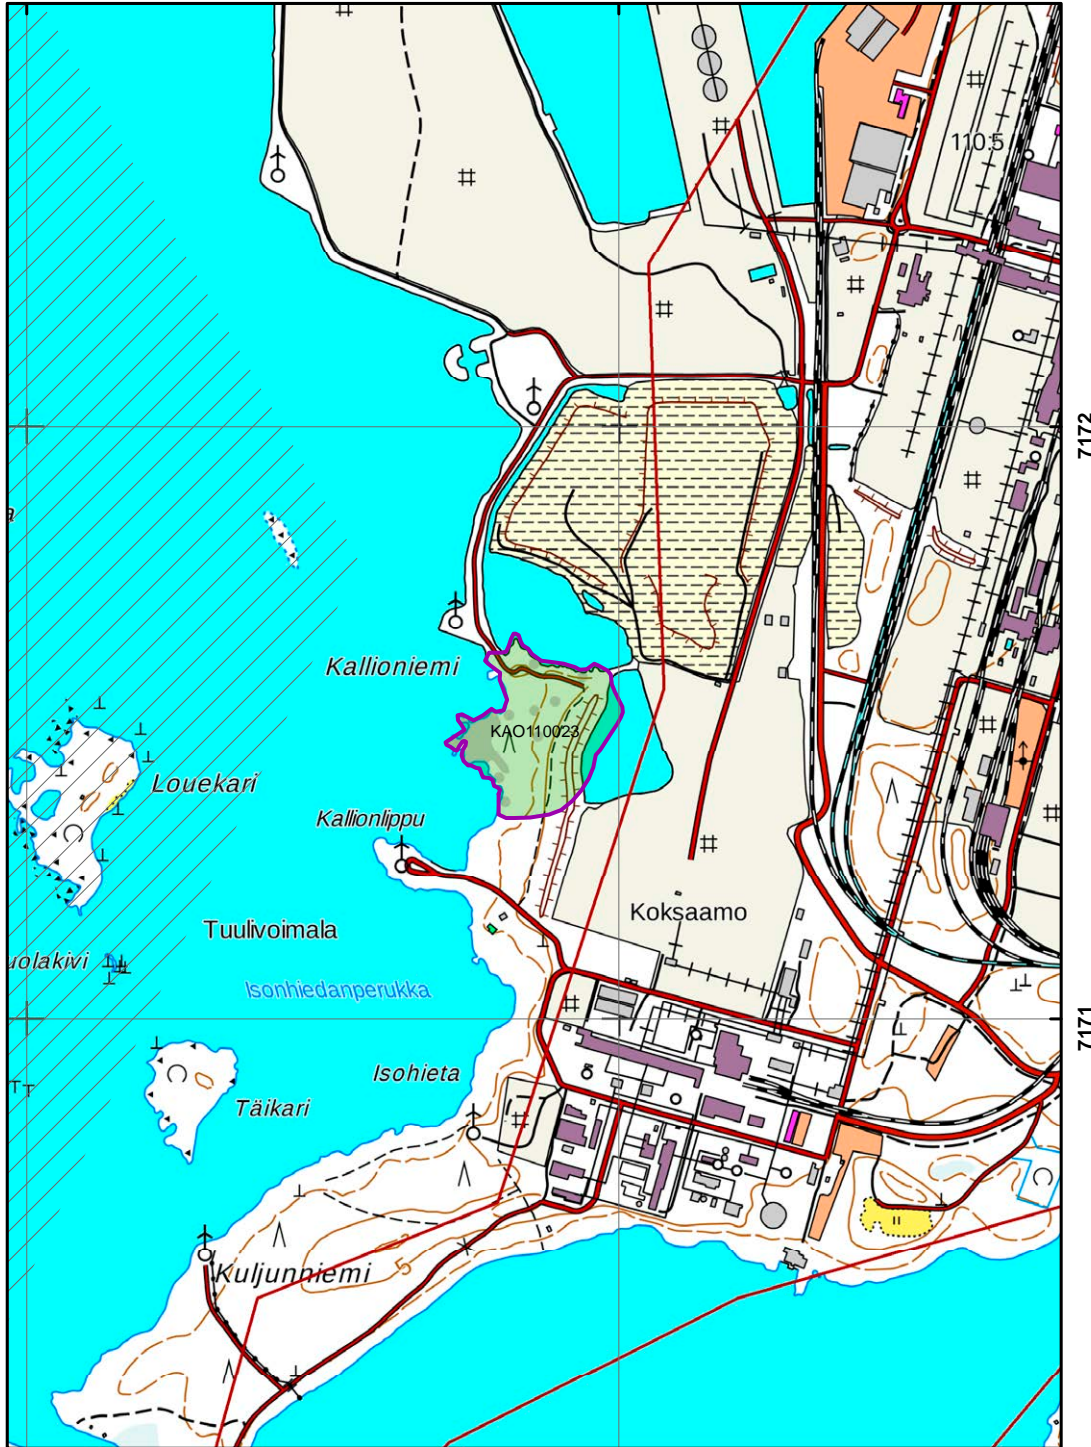 110.5
7172
Kallioniemi
KAO110023
Louekari
Kallionlippu
Koksaamo
Tuulivoimala
uolakivi
Isonhiedanperukka
7171
Isohieta
Täikari
5
Kuljunniemi